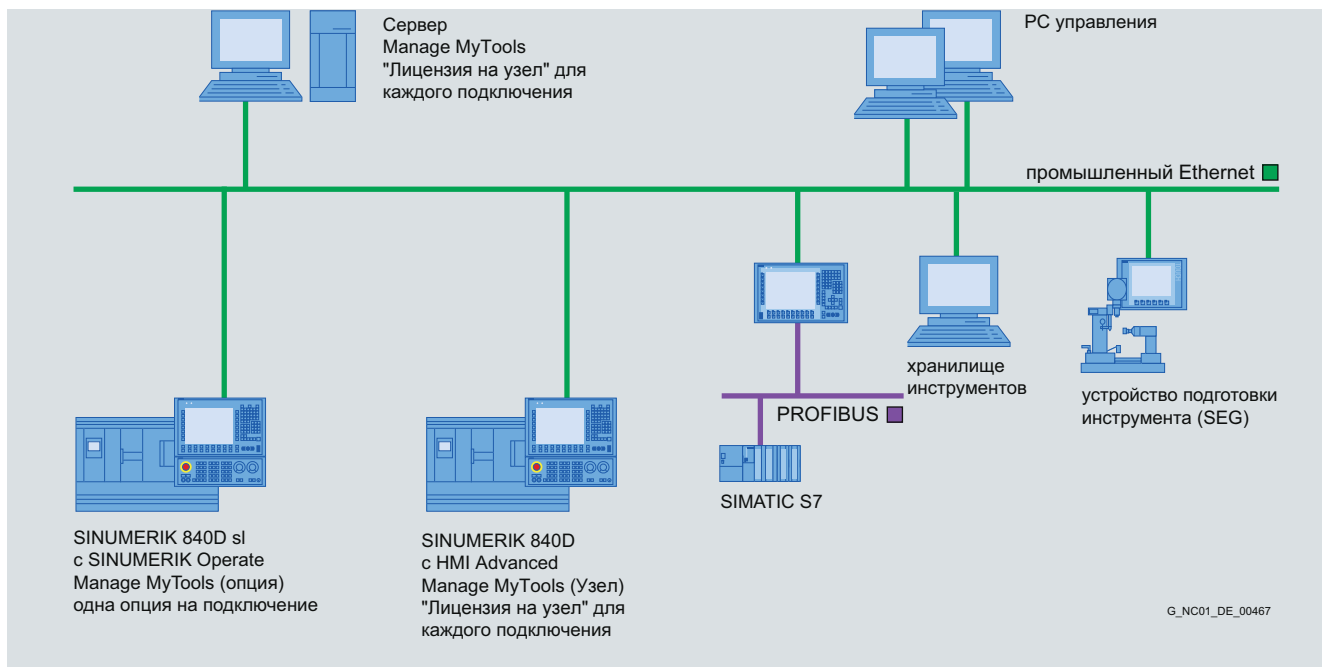 Сервер
Manage MyTools
"Лицензия на узел" для
каждого подключения
PC управления
промышленный Ethernet
хранилище
инструментов
устройство подготовки
инструмента (SEG)
PROFIBUS
SIMATIC S7
SINUMERIK 840D sl
с SINUMERIK Operate
Manage MyTools (опция)
одна опция на подключение
SINUMERIK 840D
с HMI Advanced
Manage MyTools (Узел)
"Лицензия на узел" для
каждого подключения
G_NC01_DE_00467